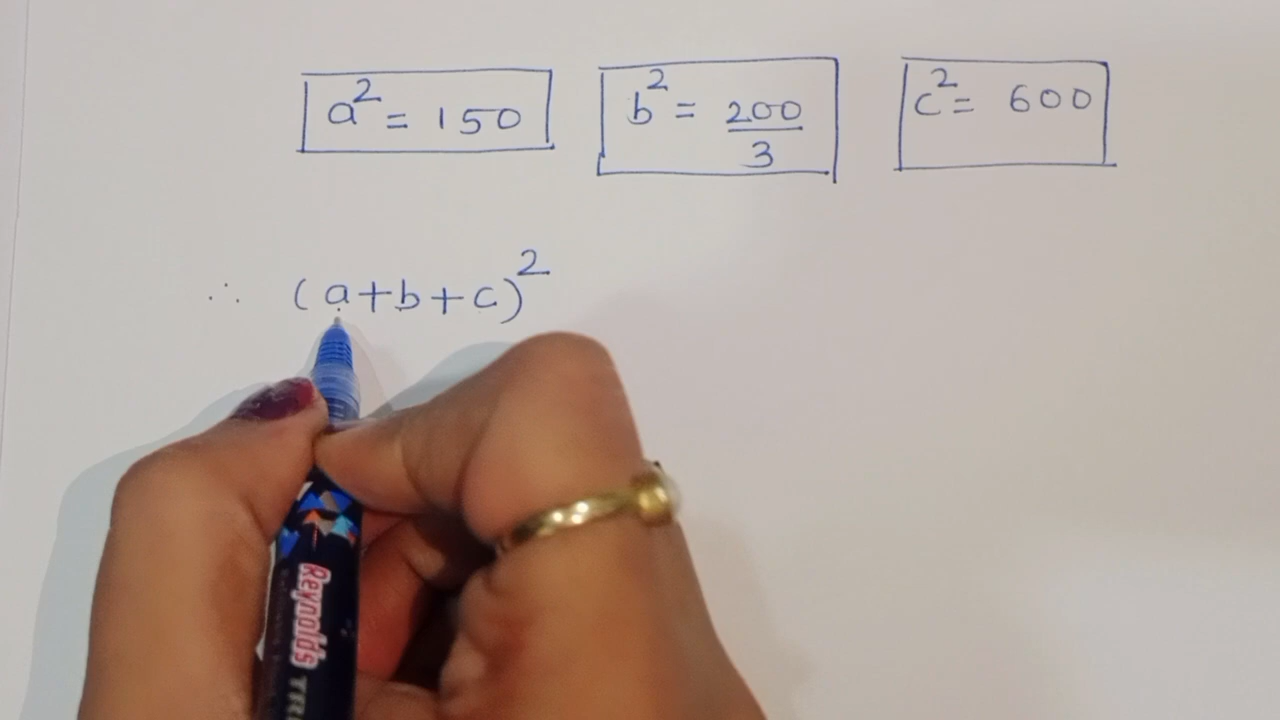 a² = 150 b² = 200/3 c² = 600
∴ (a+b+c)²
Reynolds